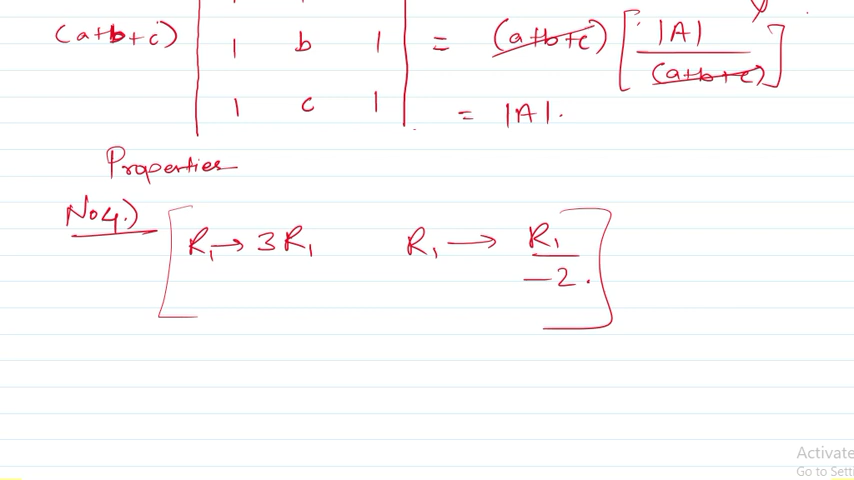 (a+b+c) | 1 b 1 | = (a+b+c) [ |A| / (a+b+c) ]
1 c 1 = |A|.
Properties
No4.)
R₁→3R₁ R₁ → R₁/-2.
Activate
Go to Setti